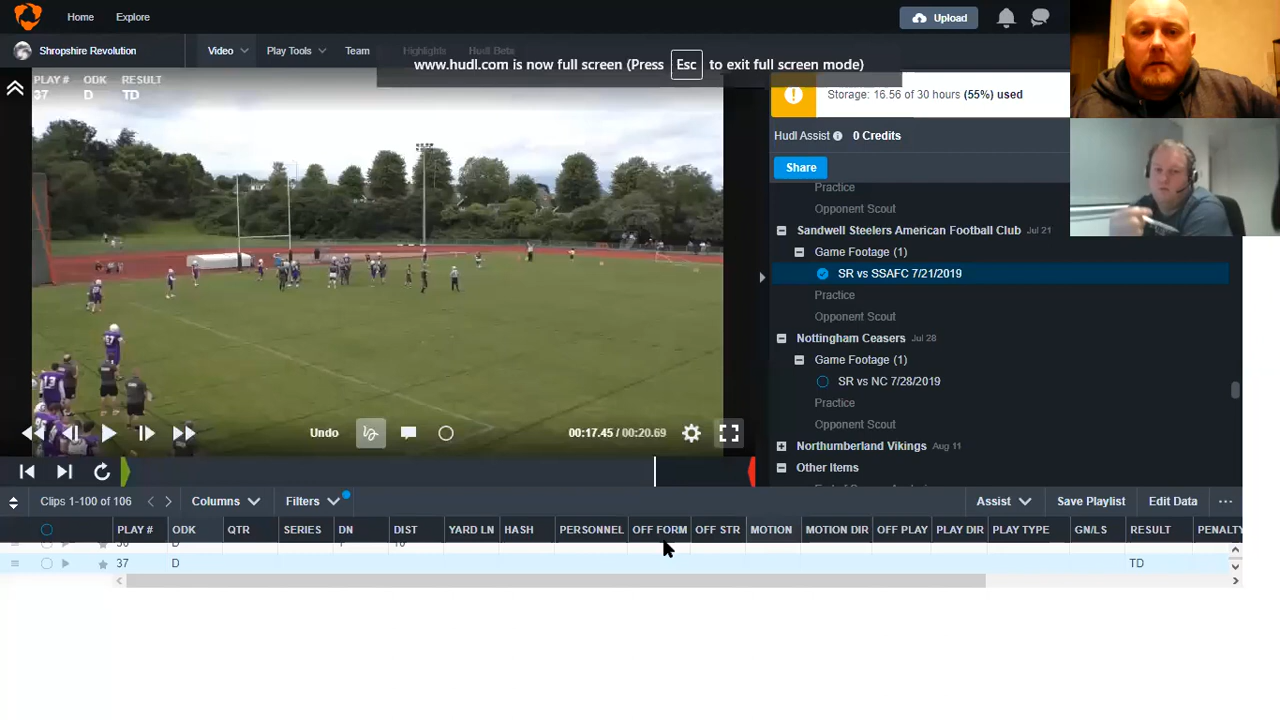 Home Explore Upload
Shropshire Revolution Video Play Tools Team Highlights Hudl Beta
www.hudl.com is now full screen (Press Esc to exit full screen mode)
PLAY # ODK RESULT
37 D TD
Storage: 16.56 of 30 hours (55%) used
Hudl Assist 0 Credits
Share
Practice
Opponent Scout
Sandwell Steelers American Football Club Jul 21
Game Footage (1)
SR vs SSAFC 7/21/2019
Practice
Opponent Scout
Nottingham Ceasers Jul 28
Game Footage (1)
SR vs NC 7/28/2019
Practice
Opponent Scout
Northumberland Vikings Aug 11
Other Items
13
Undo 00:17.45 / 00:20.69
Clips 1-100 of 106 Columns Filters Assist Save Playlist Edit Data
PLAY # ODK QTR SERIES DN DIST YARD LN HASH PERSONNEL OFF FORM OFF STR MOTION MOTION DIR OFF PLAY PLAY DIR PLAY TYPE GN/LS RESULT PENALTY
37 D TD